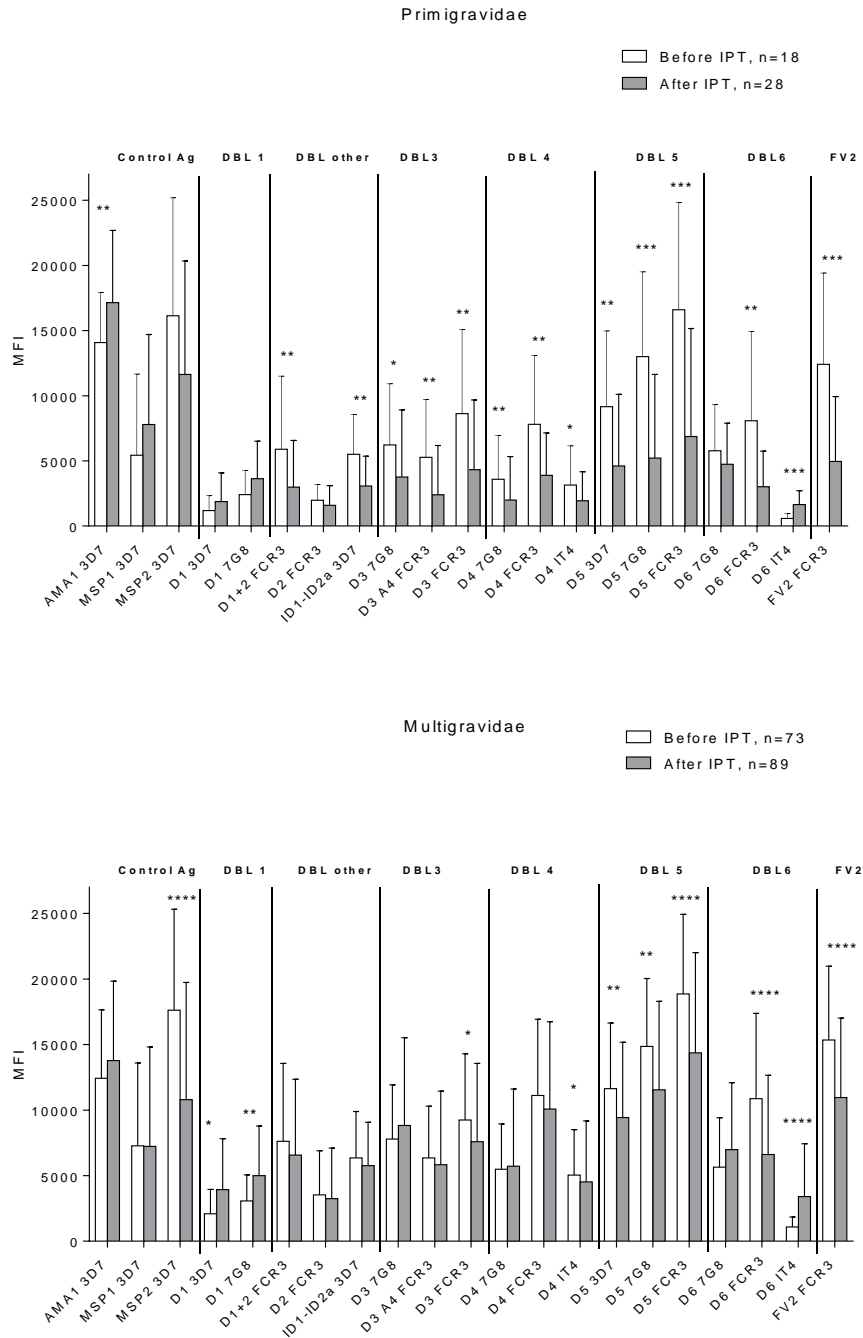 Primigravidae
Before IPT, n=18
After IPT, n=28
Control Ag DBL 1 DBL other DBL3 DBL 4 DBL 5 DBL6 FV2
MFI
25000
20000
15000
10000
5000
0
** ** ** * ** ** ** ** * ** *** *** ** *** ***
AMA1 3D7
MSP1 3D7
MSP2 3D7
D1 3D7
D1 7G8
D1+2 FCR3
D2 FCR3
ID1-ID2a 3D7
D3 7G8
D3 A4 FCR3
D3 FCR3
D4 7G8
D4 FCR3
D4 IT4
D5 3D7
D5 7G8
D5 FCR3
D6 7G8
D6 FCR3
D6 IT4
FV2 FCR3
Multigravidae
Before IPT, n=73
After IPT, n=89
Control Ag DBL 1 DBL other DBL3 DBL 4 DBL 5 DBL6 FV2
MFI
25000
20000
15000
10000
5000
0
**** * ** * * ** ** **** **** **** ****
AMA1 3D7
MSP1 3D7
MSP2 3D7
D1 3D7
D1 7G8
D1+2 FCR3
D2 FCR3
ID1-ID2a 3D7
D3 7G8
D3 A4 FCR3
D3 FCR3
D4 7G8
D4 FCR3
D4 IT4
D5 3D7
D5 7G8
D5 FCR3
D6 7G8
D6 FCR3
D6 IT4
FV2 FCR3